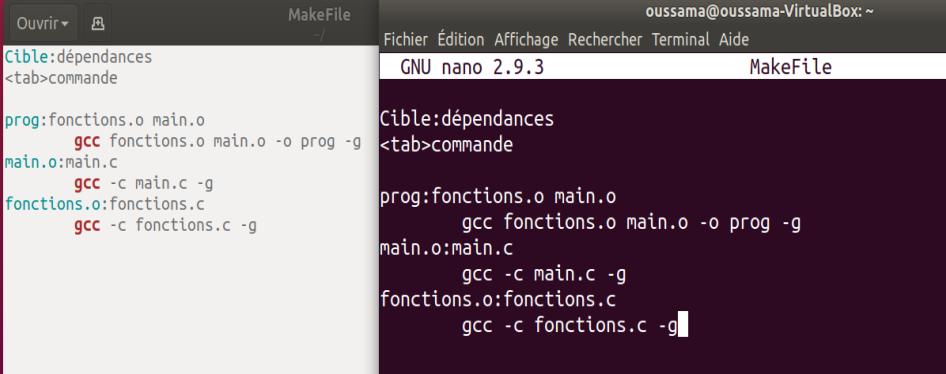 Ouvrir
MakeFile
~/
Cible:dépendances
<tab>commande
prog:fonctions.o main.o
gcc fonctions.o main.o -o prog -g
main.o:main.c
gcc -c main.c -g
fonctions.o:fonctions.c
gcc -c fonctions.c -g
oussama@oussama-VirtualBox: ~
Fichier Édition Affichage Rechercher Terminal Aide
GNU nano 2.9.3 MakeFile
Cible:dépendances
<tab>commande
prog:fonctions.o main.o
gcc fonctions.o main.o -o prog -g
main.o:main.c
gcc -c main.c -g
fonctions.o:fonctions.c
gcc -c fonctions.c -g